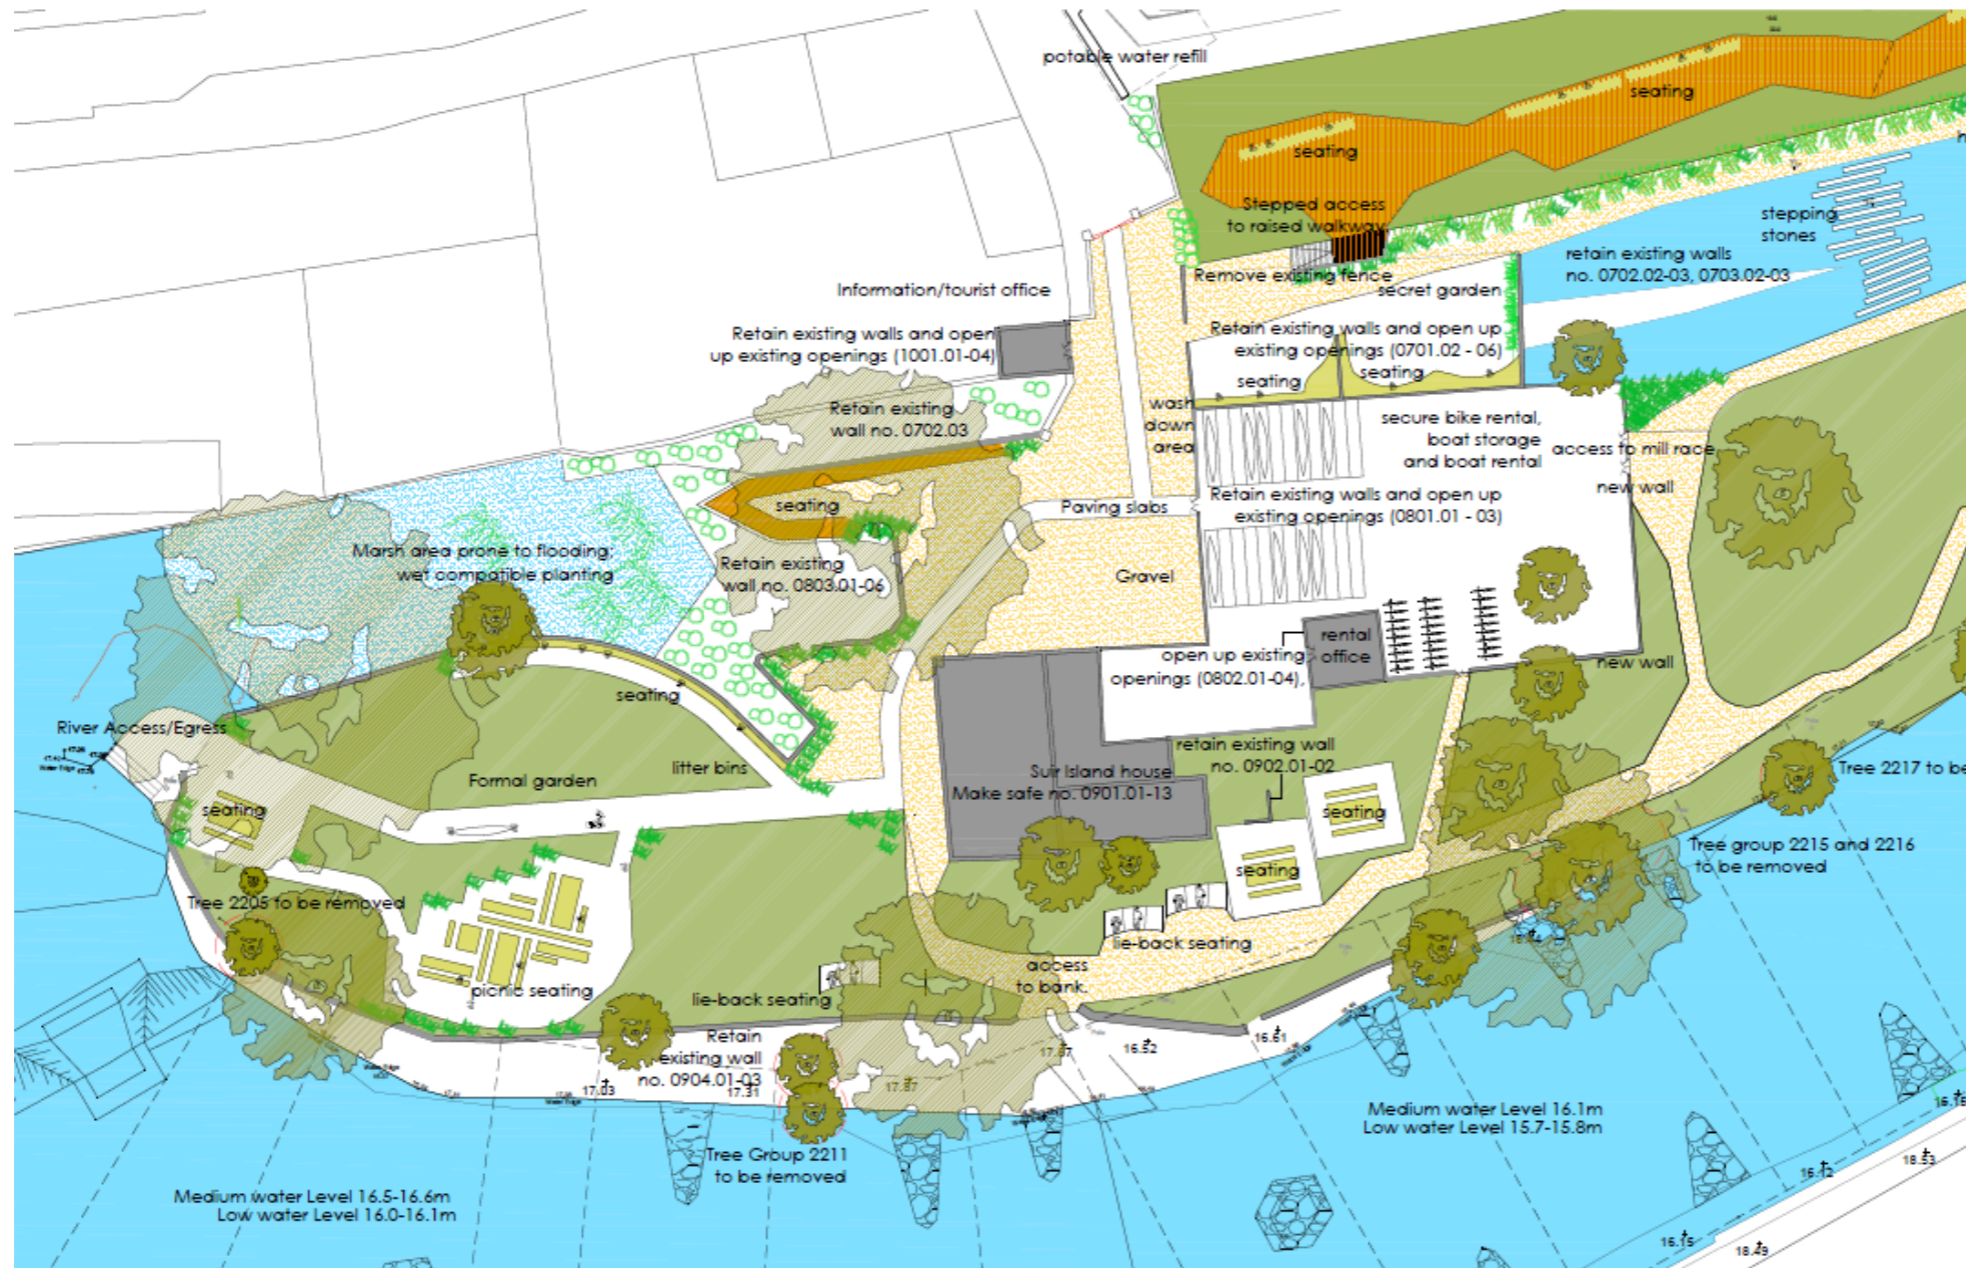 potable water refill
seating
seating
Stepped access
to raised walkway.
stepping
stones
retain existing walls
no. 0702.02-03, 0703.02-03
Remove existing fence
secret garden
Information/tourist office
Retain existing walls and open
up existing openings (1001.01-04)
Retain existing walls and open up
existing openings (0701.02 - 06)
seating
seating
Retain existing
wall no. 0702.03
wash
down
area
secure bike rental,
boat storage
and boat rental
access to mill race
new wall
seating
Paving slabs
Retain existing walls and open up
existing openings (0801.01 - 03)
Marsh area prone to flooding;
wet compatible planting
Retain existing
wall no. 0803.01-06
Gravel
rental
office
open up existing
openings (0802.01-04),
new wall
seating
River Access/Egress
litter bins
Formal garden
retain existing wall
no. 0902.01-02
Suir Island house
Make safe no. 0901.01-13
Tree 2217 to be
seating
seating
seating
Tree group 2215 and 2216
to be removed
Tree 2205 to be removed
lie-back seating
access
to bank.
picnic seating
lie-back seating
Retain
existing wall
no. 0904.01-03
17.03
17.31
17.87
17.87
16.52
16.61
Medium water Level 16.1m
Low water Level 15.7-15.8m
Tree Group 2211
to be removed
Medium water Level 16.5-16.6m
Low water Level 16.0-16.1m
16.16
16.12
18.53
16.15
18.49